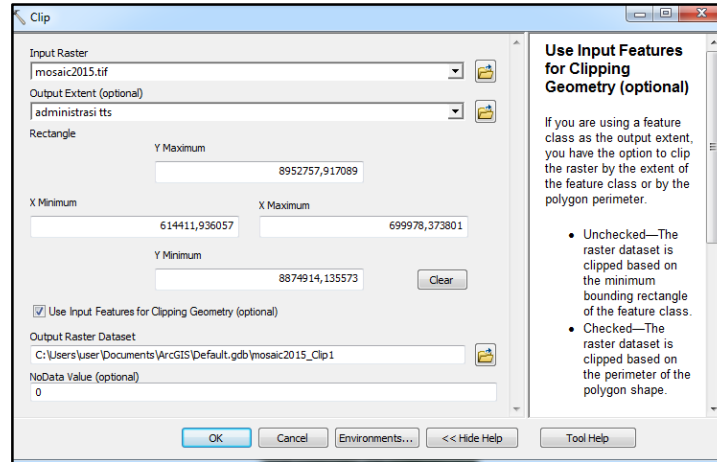 Clip
Input Raster
mosaic2015.tif
Output Extent (optional)
administrasi tts
Rectangle
Y Maximum
8952757,917089
X Minimum
X Maximum
614411,936057
699978,373801
Y Minimum
8874914,135573
Clear
Use Input Features for Clipping Geometry (optional)
Output Raster Dataset
C:\Users\user\Documents\ArcGIS\Default.gdb\mosaic2015_Clip1
NoData Value (optional)
0
OK
Cancel
Environments...
<< Hide Help
Tool Help
Use Input Features
for Clipping
Geometry (optional)
If you are using a feature
class as the output extent,
you have the option to clip
the raster by the extent of
the feature class or by the
polygon perimeter.
• Unchecked—The
raster dataset is
clipped based on
the minimum
bounding rectangle
of the feature class.
• Checked—The
raster dataset is
clipped based on
the perimeter of the
polygon shape.